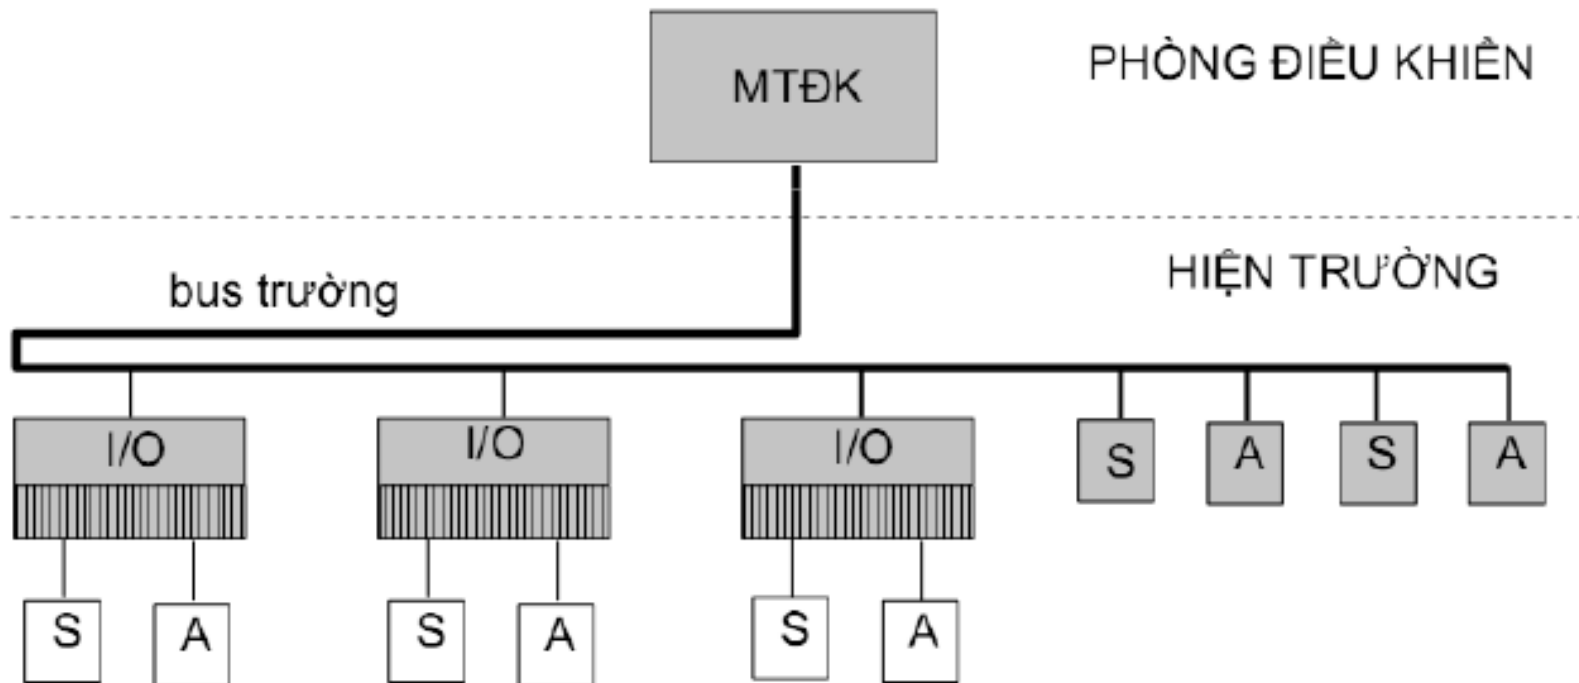 MTĐK
PHÒNG ĐIỀU KHIỂN
HIỆN TRƯỜNG
bus trường
I/O
I/O
I/O
S
A
S
A
S
A
S
A
S
A